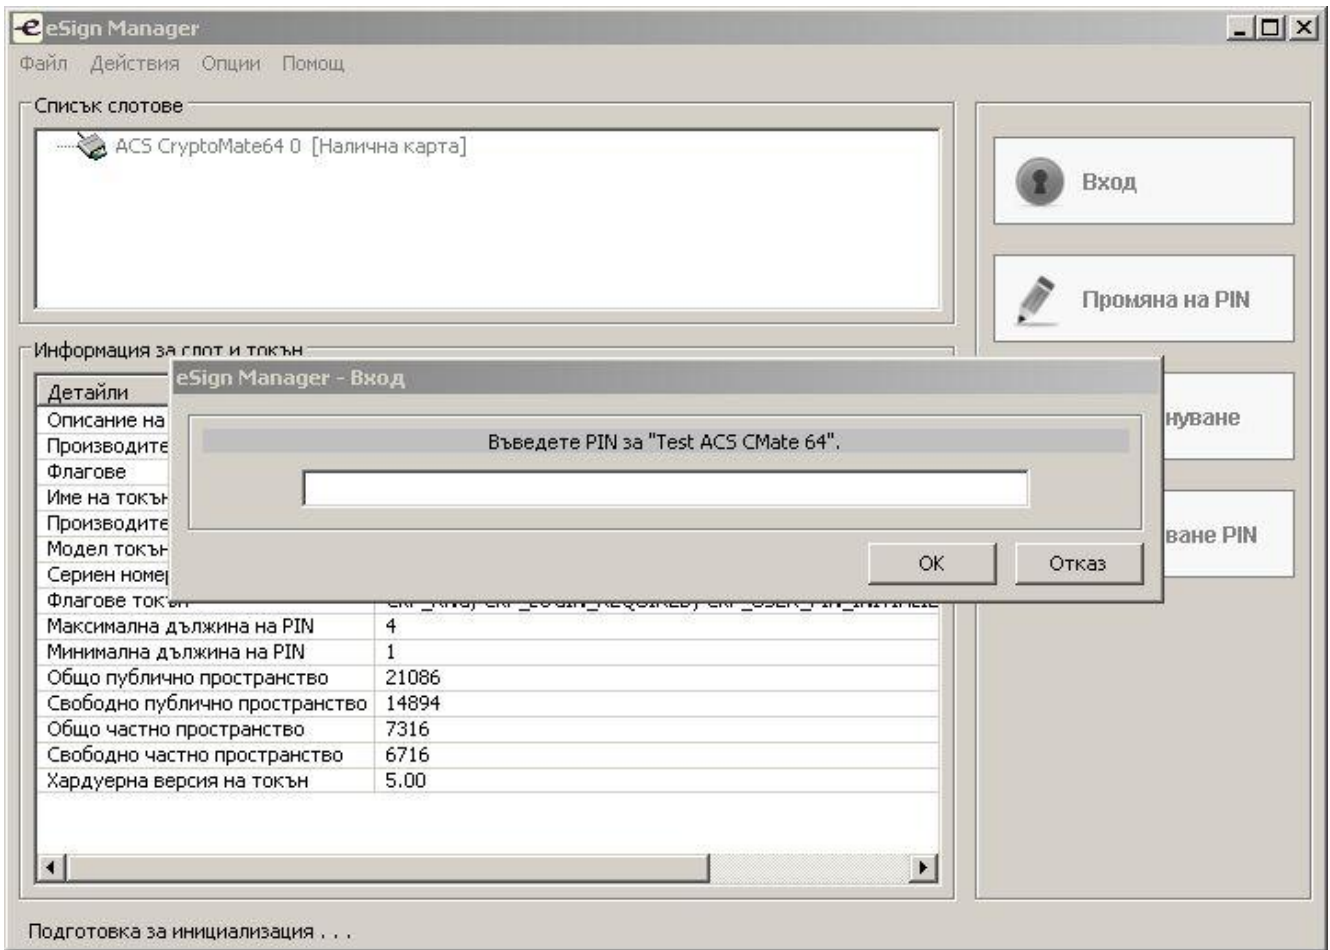 eSign Manager
Файл Действия Опции Помощ
Списък слотове
ACS CryptoMate64 0 [Налична карта]
Вход
Промяна на PIN
Информация за слот и токън
eSign Manager - Вход
Детайли
Описание на
Въведете PIN за "Test ACS CMate 64".
Производите
Флагове
Име на токън
Производите
Модел токън
OK Отказ
Сериен номер
Флагове токън
Максимална дължина на PIN 4
Минимална дължина на PIN 1
Общо публично пространство 21086
Свободно публично пространство 14894
Общо частно пространство 7316
Свободно частно пространство 6716
Хардуерна версия на токън 5.00
нуване
ване PIN
Подготовка за инициализация . . .